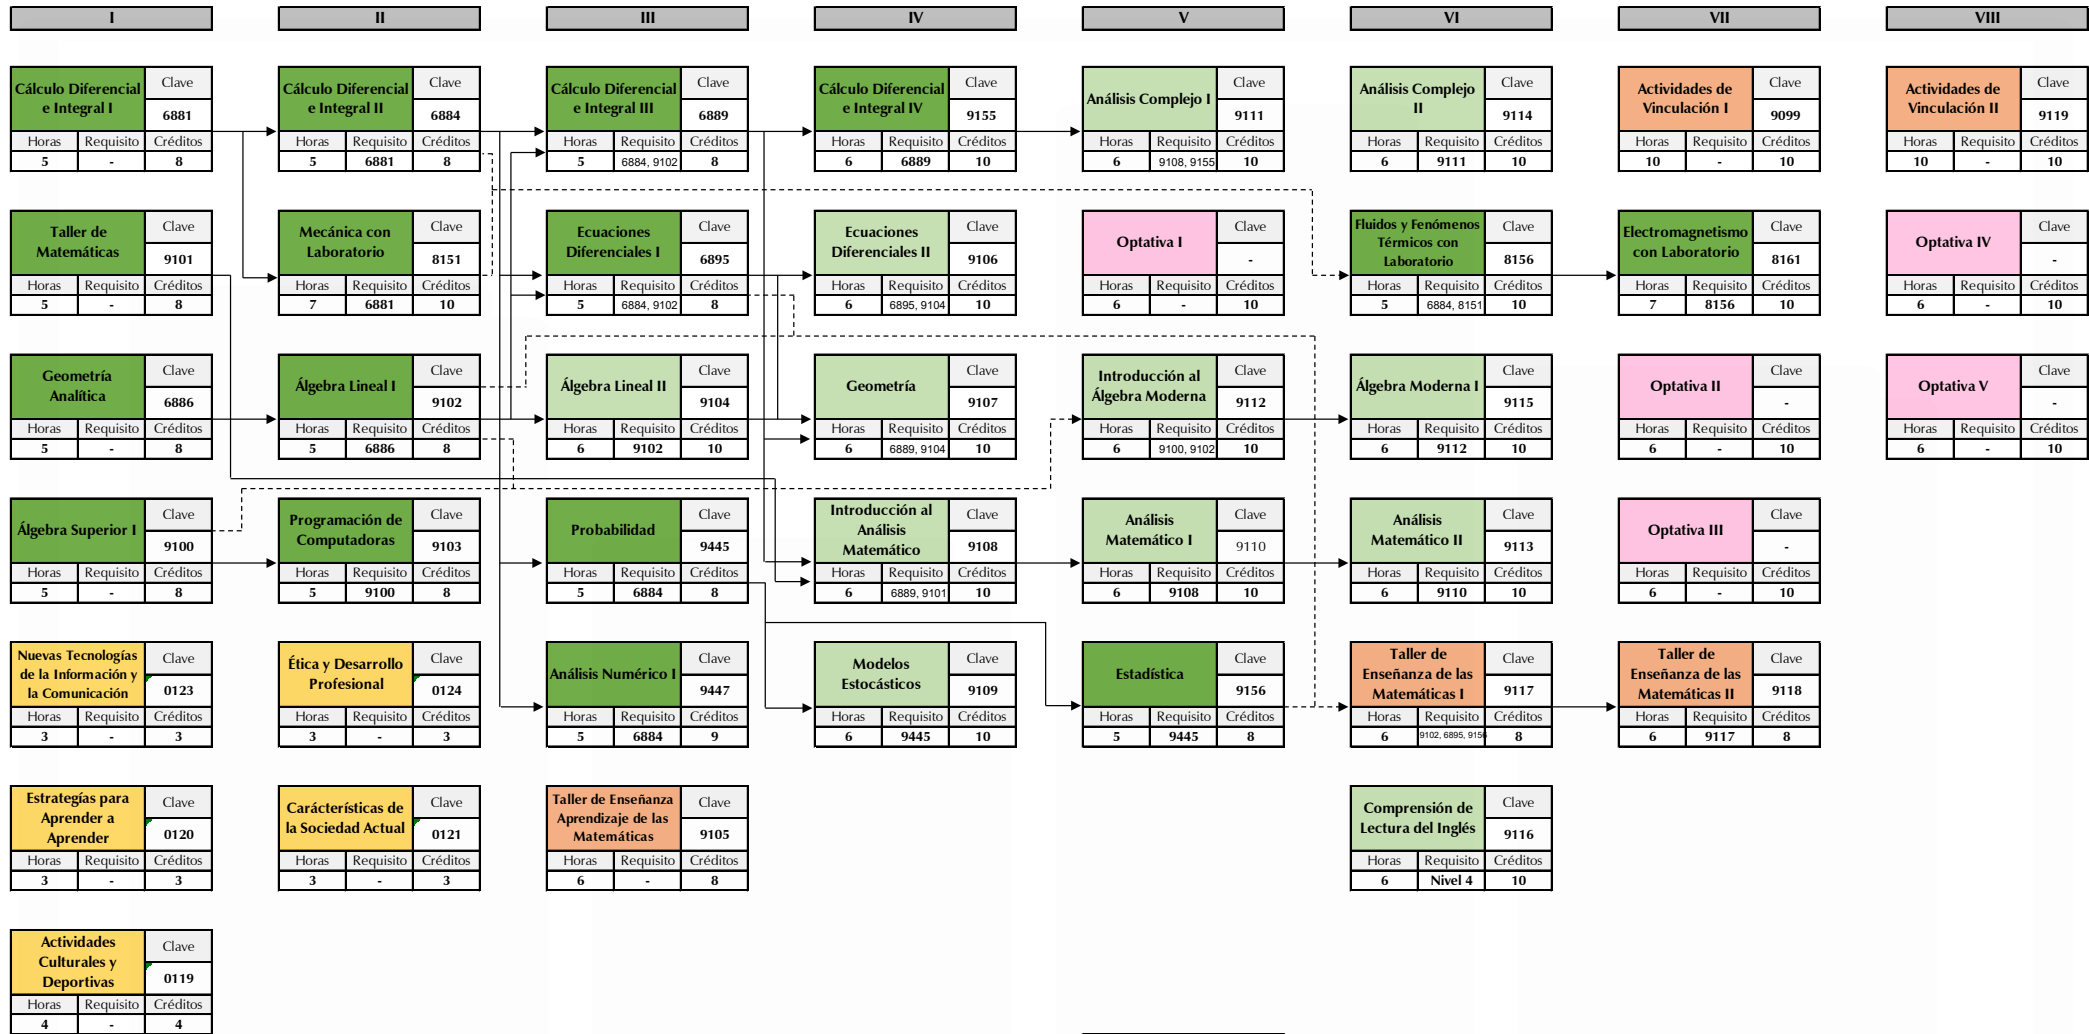 I II III IV V VI VII VIII
Cálculo Diferencial e Integral I
Clave
6881
Horas Requisito Créditos
5 - 8
Cálculo Diferencial e Integral II
Clave
6884
Horas Requisito Créditos
5 6881 8
Cálculo Diferencial e Integral III
Clave
6889
Horas Requisito Créditos
5 6884, 9102 8
Cálculo Diferencial e Integral IV
Clave
9155
Horas Requisito Créditos
6 6889 10
Análisis Complejo I
Clave
9111
Horas Requisito Créditos
6 9108, 9155 10
Análisis Complejo II
Clave
9114
Horas Requisito Créditos
6 9111 10
Actividades de Vinculación I
Clave
9099
Horas Requisito Créditos
10 - 10
Actividades de Vinculación II
Clave
9119
Horas Requisito Créditos
10 - 10
Taller de Matemáticas
Clave
9101
Horas Requisito Créditos
5 - 8
Mecánica con Laboratorio
Clave
8151
Horas Requisito Créditos
7 6881 10
Ecuaciones Diferenciales I
Clave
6895
Horas Requisito Créditos
5 6884, 9102 8
Ecuaciones Diferenciales II
Clave
9106
Horas Requisito Créditos
6 6895, 9104 10
Optativa I
Clave
-
Horas Requisito Créditos
6 - 10
Fluidos y Fenómenos Térmicos con Laboratorio
Clave
8156
Horas Requisito Créditos
5 6884, 8151 10
Electromagnetismo con Laboratorio
Clave
8161
Horas Requisito Créditos
7 8156 10
Optativa IV
Clave
-
Horas Requisito Créditos
6 - 10
Geometría Analítica
Clave
6886
Horas Requisito Créditos
5 - 8
Álgebra Lineal I
Clave
9102
Horas Requisito Créditos
5 6886 8
Álgebra Lineal II
Clave
9104
Horas Requisito Créditos
6 9102 10
Geometría
Clave
9107
Horas Requisito Créditos
6 6889, 9104 10
Introducción al Álgebra Moderna
Clave
9112
Horas Requisito Créditos
6 9100, 9102 10
Álgebra Moderna I
Clave
9115
Horas Requisito Créditos
6 9112 10
Optativa II
Clave
-
Horas Requisito Créditos
6 - 10
Optativa V
Clave
-
Horas Requisito Créditos
6 - 10
Álgebra Superior I
Clave
9100
Horas Requisito Créditos
5 - 8
Programación de Computadoras
Clave
9103
Horas Requisito Créditos
5 9100 8
Probabilidad
Clave
9445
Horas Requisito Créditos
5 6884 8
Introducción al Análisis Matemático
Clave
9108
Horas Requisito Créditos
6 6889, 9101 10
Análisis Matemático I
Clave
9110
Horas Requisito Créditos
6 9108 10
Análisis Matemático II
Clave
9113
Horas Requisito Créditos
6 9110 10
Optativa III
Clave
-
Horas Requisito Créditos
6 - 10
Nuevas Tecnologías de la Información y la Comunicación
Clave
0123
Horas Requisito Créditos
3 - 3
Ética y Desarrollo Profesional
Clave
0124
Horas Requisito Créditos
3 - 3
Análisis Numérico I
Clave
9447
Horas Requisito Créditos
5 6884 9
Modelos Estocásticos
Clave
9109
Horas Requisito Créditos
6 9445 10
Estadística
Clave
9156
Horas Requisito Créditos
5 9445 8
Taller de Enseñanza de las Matemáticas I
Clave
9117
Horas Requisito Créditos
6 9102, 6895, 9156 8
Taller de Enseñanza de las Matemáticas II
Clave
9118
Horas Requisito Créditos
6 9117 8
Estrategías para Aprender a Aprender
Clave
0120
Horas Requisito Créditos
3 - 3
Carácterísticas de la Sociedad Actual
Clave
0121
Horas Requisito Créditos
3 - 3
Taller de Enseñanza Aprendizaje de las Matemáticas
Clave
9105
Horas Requisito Créditos
6 - 8
Comprensión de Lectura del Inglés
Clave
9116
Horas Requisito Créditos
6 Nivel 4 10
Actividades Culturales y Deportivas
Clave
0119
Horas Requisito Créditos
4 - 4